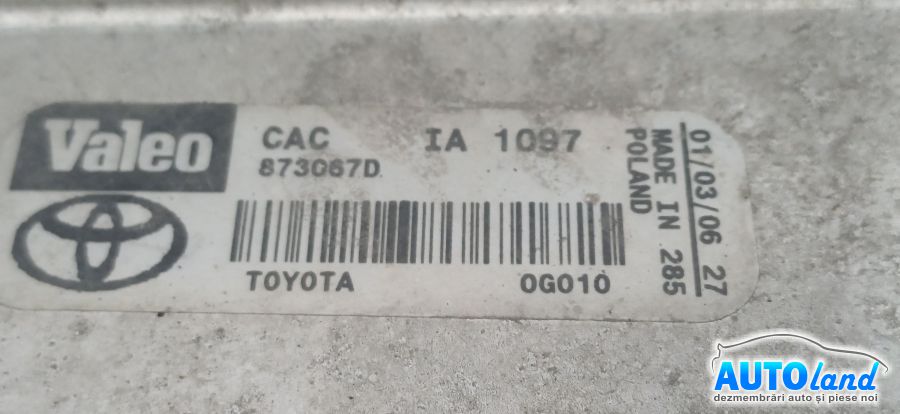 Valeo
CAC IA 1097
873067D
TOYOTA 0G010
MADE IN 285
POLAND
01/03/06 27
AUTOland
dezmembrări auto și piese noi